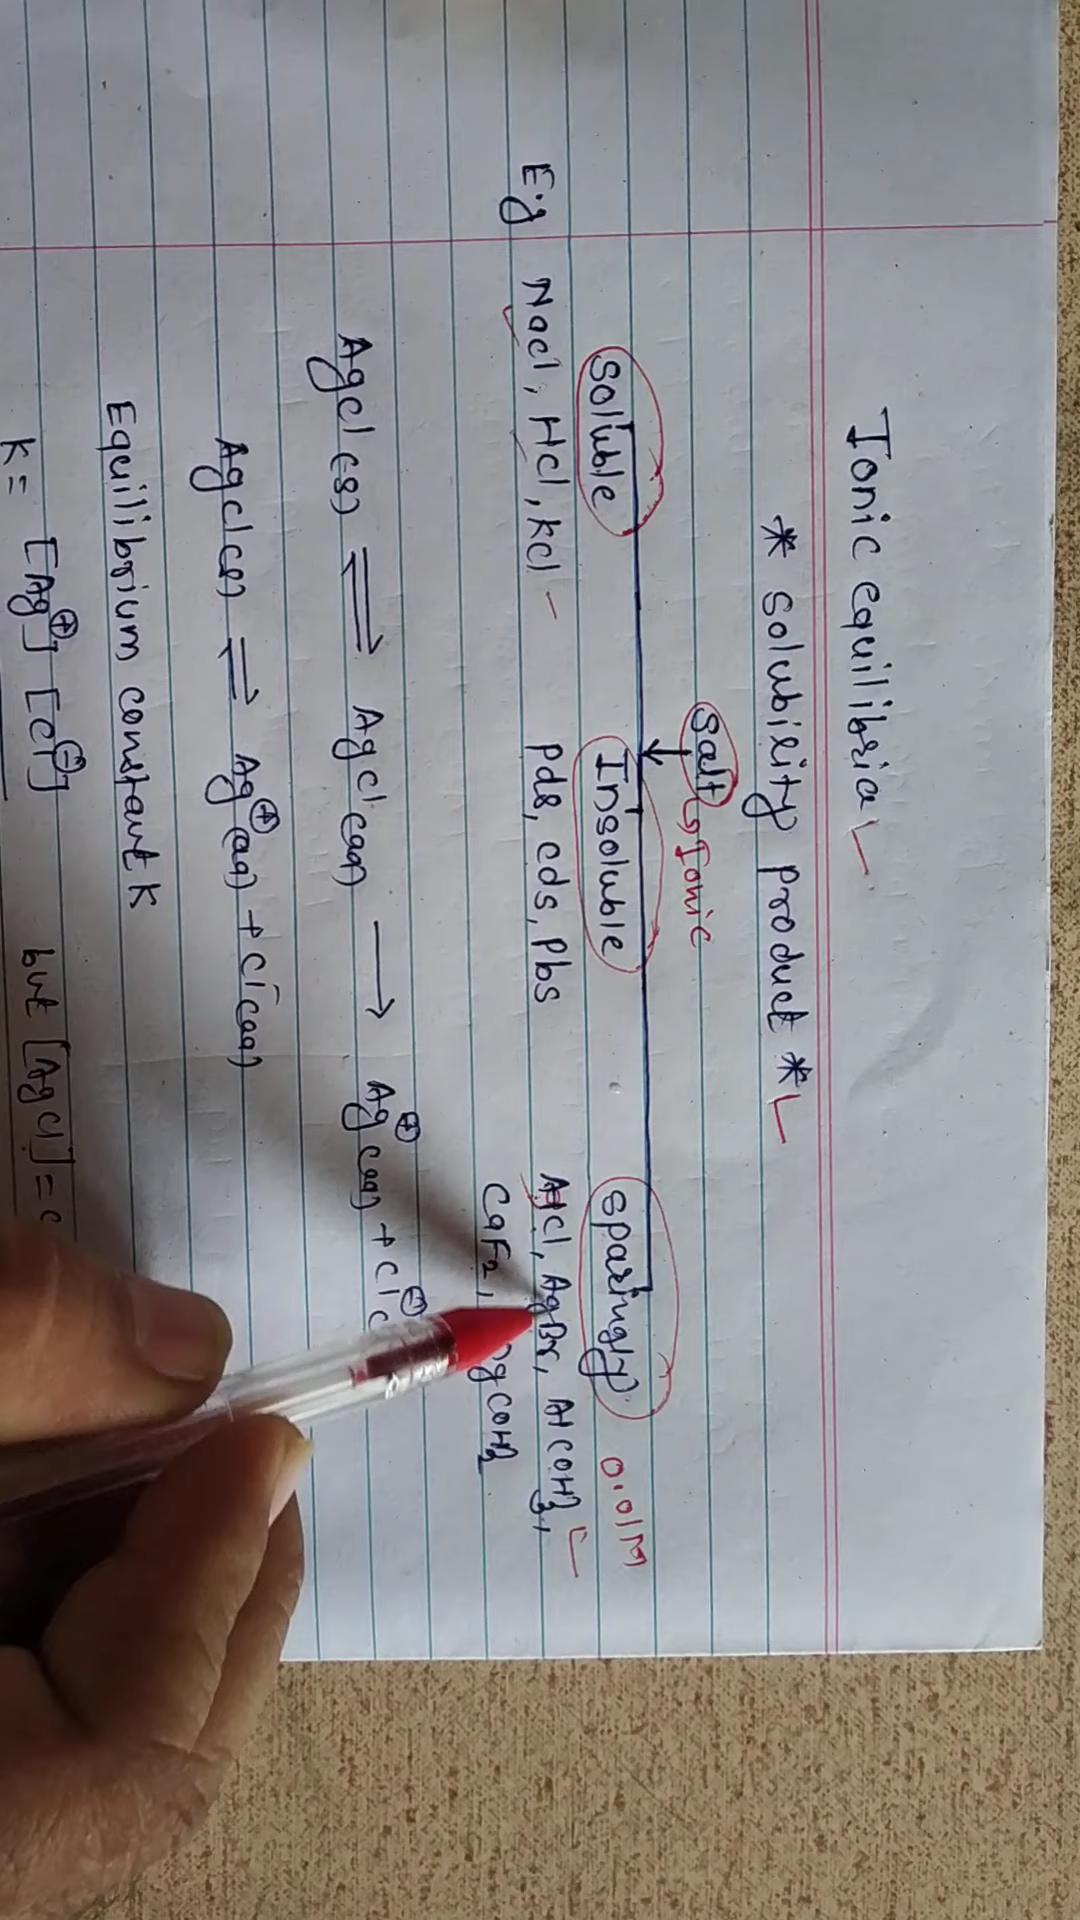 Ionic equilibria
* solubility product *
Salt → Ionic
Soluble Insoluble Sparingly 0.01M
E.g NaCl, HCl, KCl - PdS, CdS, PbS AgCl, AgBr, Al(OH)3,
CaF2,
AgCl(s) ⇌ AgCl(aq) → Ag⊕(aq) + Cl⊖
AgCl(s) ⇌ Ag⊕(aq) + Cl-(aq)
Equilibrium constant K
K = [Ag⊕] [Cl⊖] but [AgCl] =